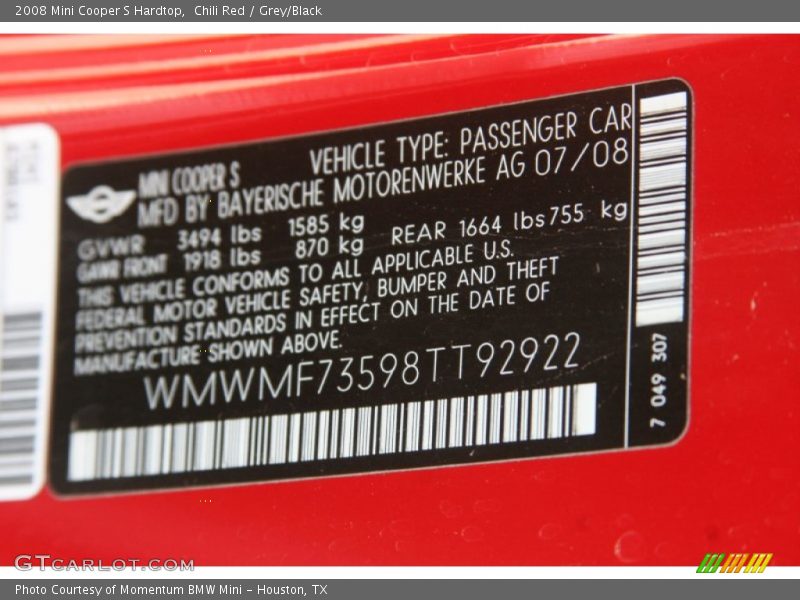 2008 Mini Cooper S Hardtop,  Chili Red / Grey/Black
MINI COOPER S VEHICLE TYPE: PASSENGER CAR
MFD BY BAYERISCHE MOTORENWERKE AG 07/08
GVWR 3494 lbs 1585 kg
GAWR FRONT 1918 lbs 870 kg REAR 1664 lbs 755 kg
THIS VEHICLE CONFORMS TO ALL APPLICABLE U.S.
FEDERAL MOTOR VEHICLE SAFETY, BUMPER AND THEFT
PREVENTION STANDARDS IN EFFECT ON THE DATE OF
MANUFACTURE SHOWN ABOVE.
WMWMF73598TT92922
7 049 307
GTCARLOT.COM
Photo Courtesy of Momentum BMW Mini - Houston, TX